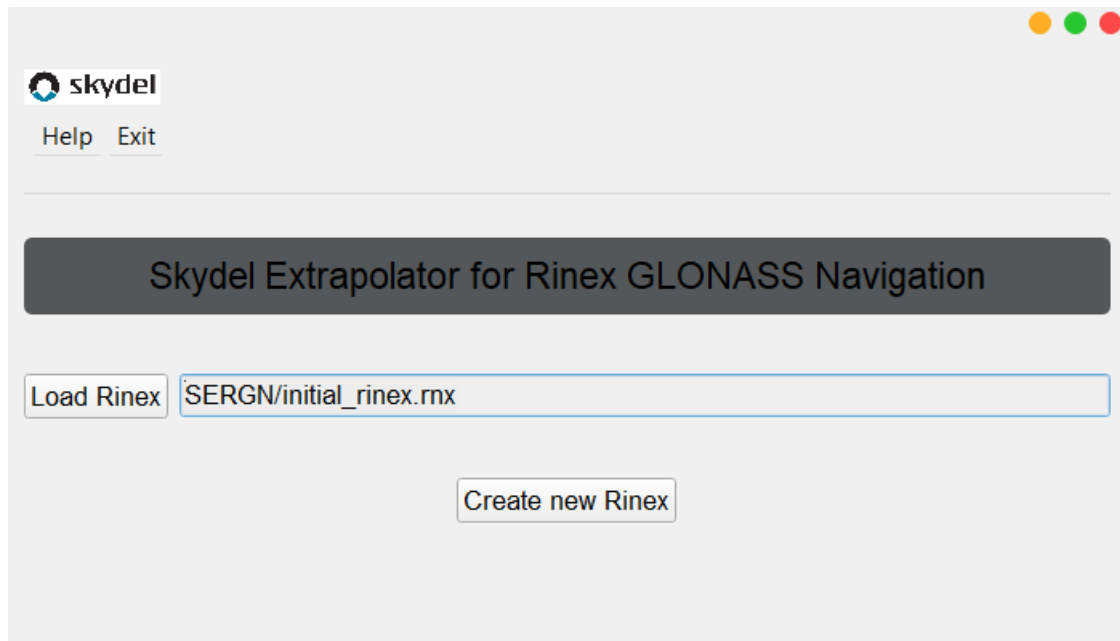 skydel
Help Exit
Skydel Extrapolator for Rinex GLONASS Navigation
Load Rinex SERGN/initial_rinex.rnx
Create new Rinex